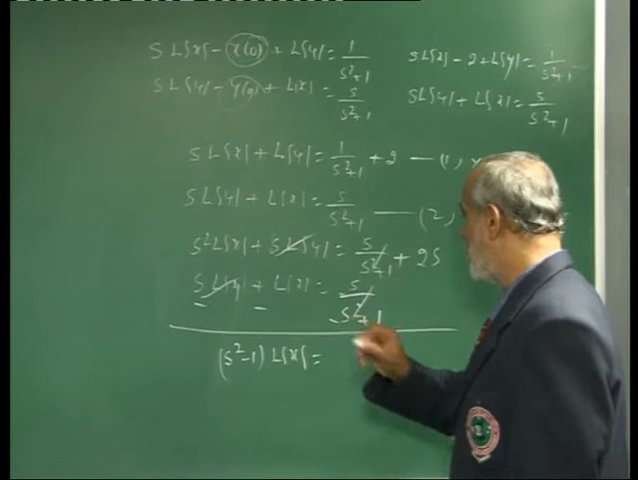 S L{x} - x(0) + L{y} = 1/(s²+1)
S L{x} - 2 + L{y} = 1/(s²+1)
S L{y} - y(0) + L{x} = s/(s²+1)
S L{y} + L{x} = s/(s²+1)
S L{x} + L{y} = 1/(s²+1) + 2 — (1, x
S L{y} + L{x} = s/(s²+1) — (2,
s² L{x} + S L{y} = s/(s²+1) + 2S
S L{y} + L{x} = s/(s²+1)
(s²-1) L{x} =